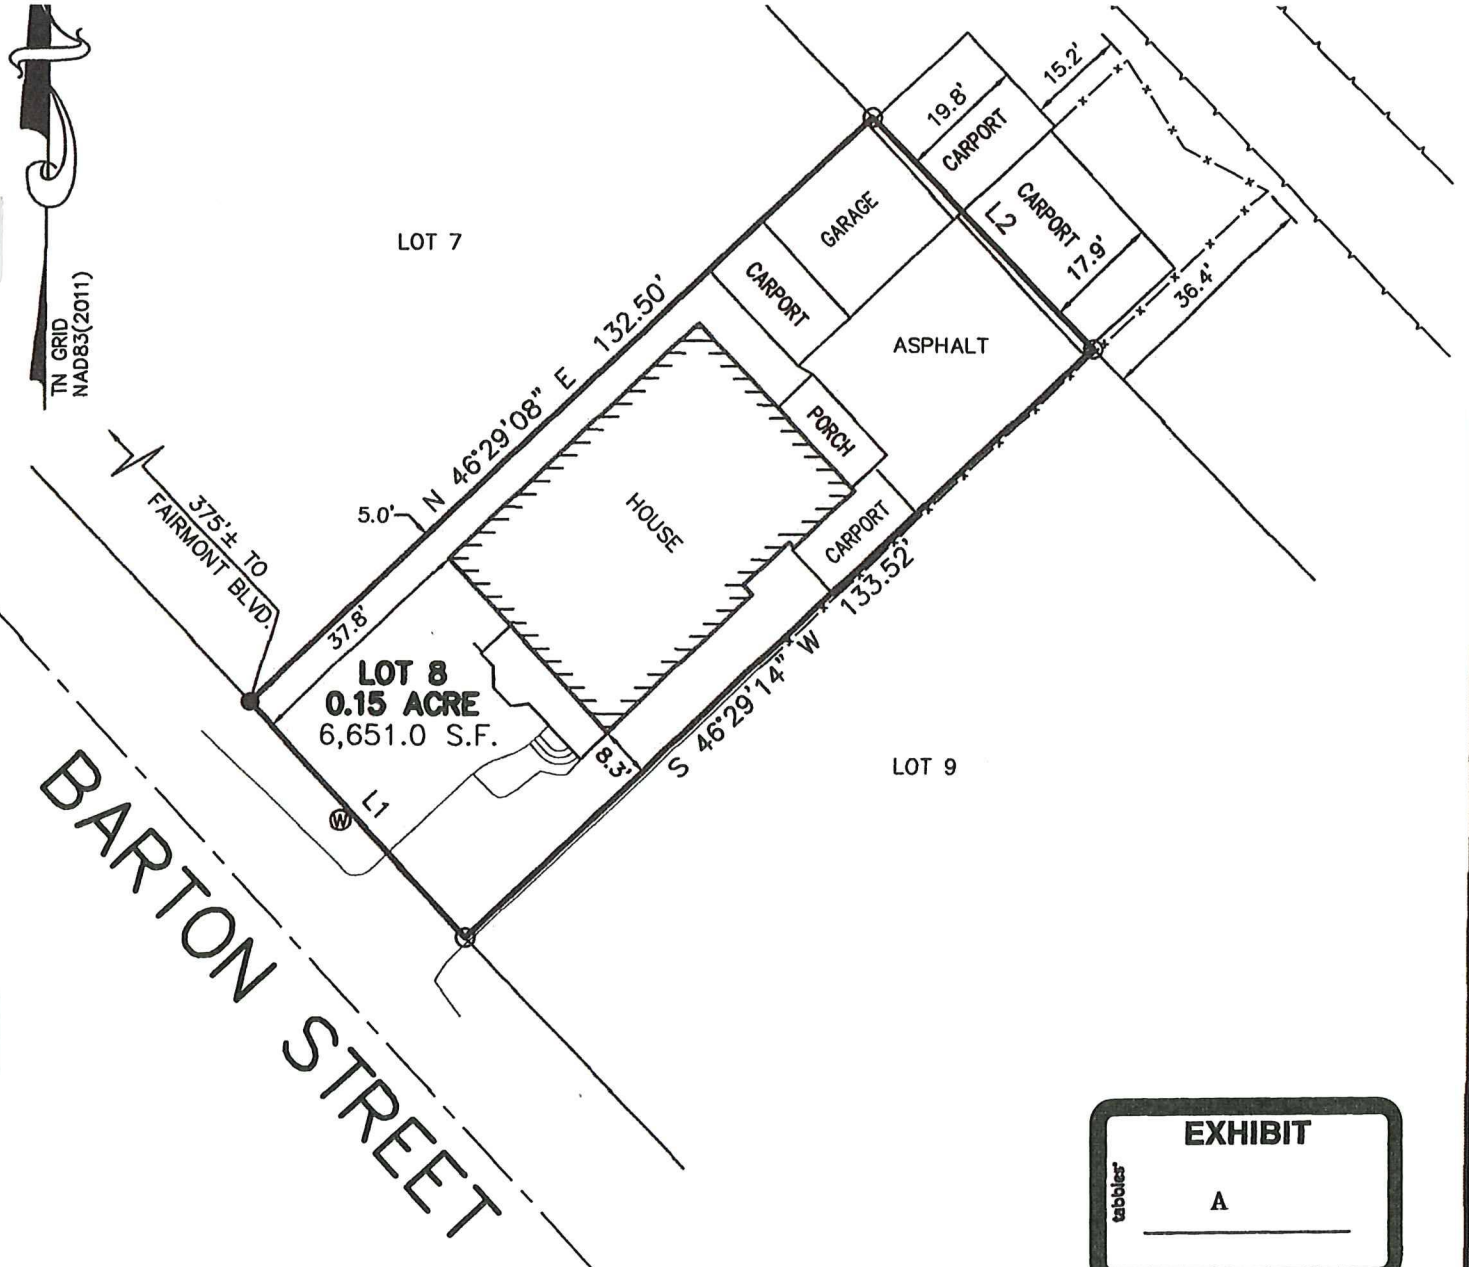 TN GRID
NAD83(2011)
LOT 7
15.2'
19.8'
CARPORT
GARAGE
L2
CARPORT
17.9'
36.4'
CARPORT
ASPHALT
N 46°29'08" E 132.50'
PORCH
5.0'
HOUSE
CARPORT
375'± TO
FAIRMONT BLVD.
37.8'
LOT 8
0.15 ACRE
6,651.0 S.F.
8.3'
S 46°29'14" W 133.52'
LOT 9
L1
W
BARTON STREET
EXHIBIT
tabbies®
A